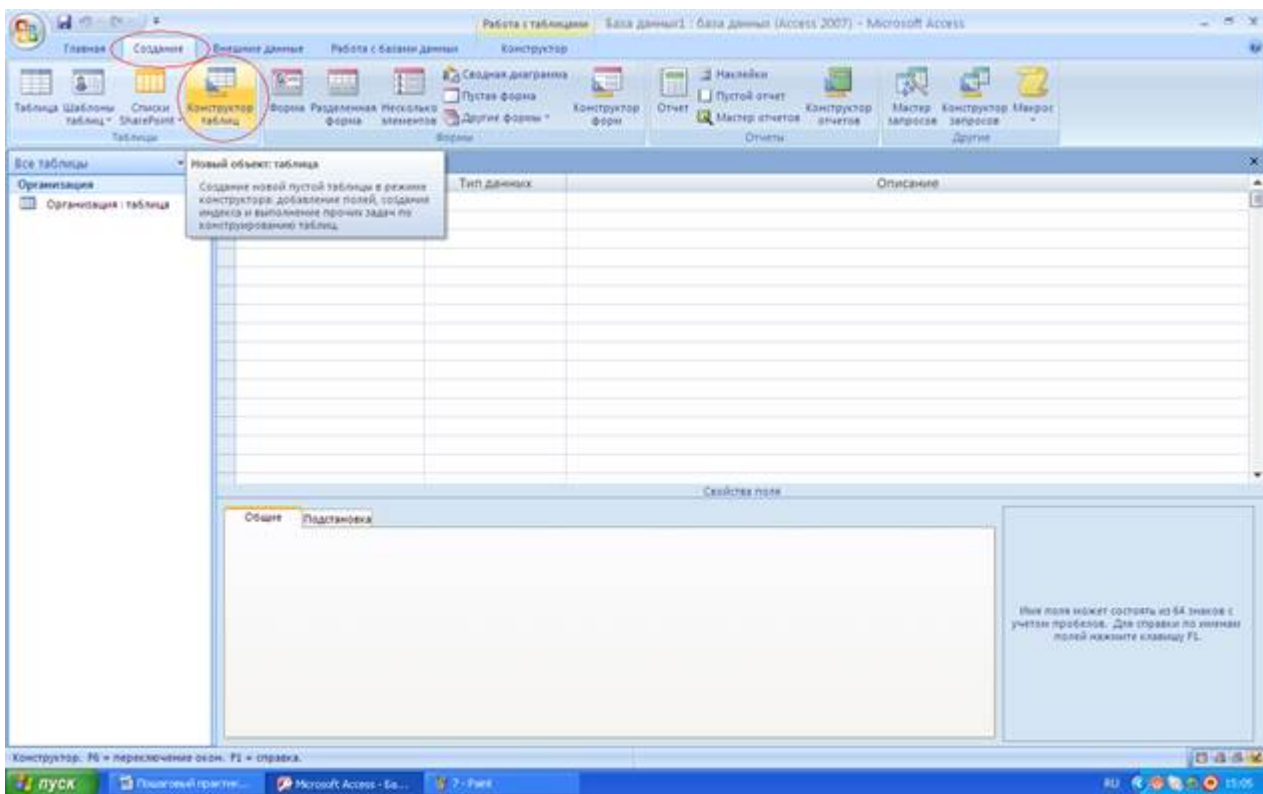 Работа с таблицами База данных1 : база данных (Access 2007) - Microsoft Access
Главная Создание Внешние данные Работа с базами данных Конструктор
Таблица Шаблоны таблиц Списки SharePoint Конструктор таблиц
Форма Разделенная форма Несколько элементов
Сводная диаграмма
Пустая форма
Другие формы
Конструктор форм
Отчет
Наклейки
Пустой отчет
Мастер отчетов
Конструктор отчетов
Мастер запросов Конструктор запросов Макрос
Таблицы Формы Отчеты Другие
Все таблицы
Организация
Организация : таблица
Новый объект: таблица
Создание новой пустой таблицы в режиме
конструктора: добавление полей, создание
индекса и выполнение прочих задач по
конструированию таблиц.
Тип данных Описание
Свойства поля
Общие Подстановка
Имя поля может состоять из 64 знаков с
учетом пробелов. Для справки по именам
полей нажмите клавишу F1.
Конструктор. F6 = переключение окон. F1 = справка.
пуск Пошаговый практик... Microsoft Access - Ба... 7 - Paint RU 15:05